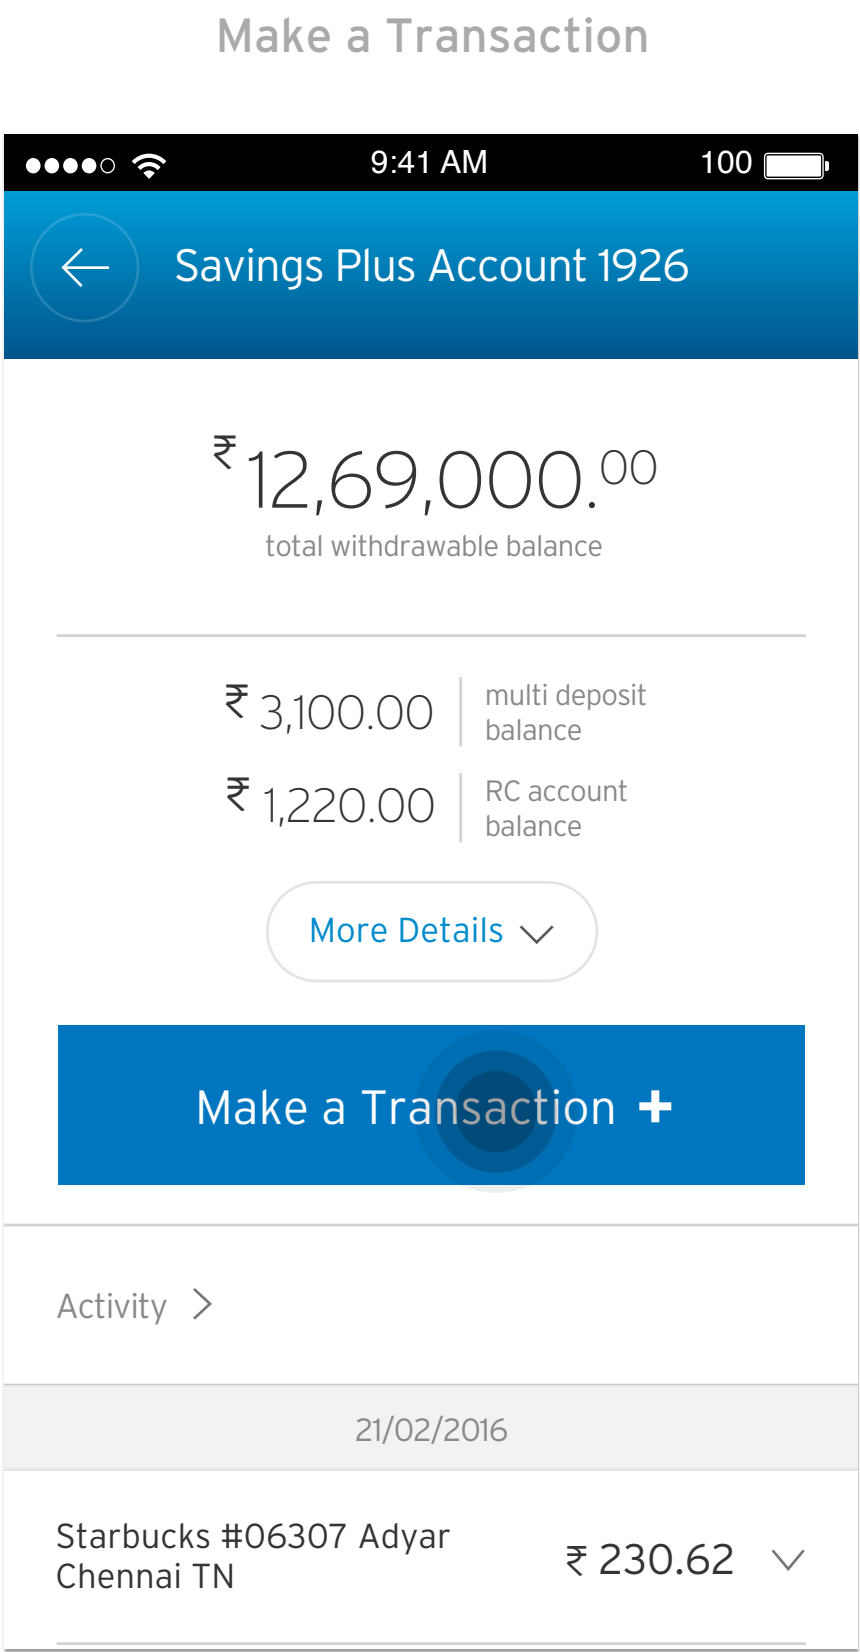 Make a Transaction
9:41 AM
100
Savings Plus Account 1926
₹ 12,69,000.00
total withdrawable balance
₹ 3,100.00
multi deposit
balance
₹ 1,220.00
RC account
balance
More Details
Make a Transaction +
Activity >
21/02/2016
Starbucks #06307 Adyar
Chennai TN
₹ 230.62